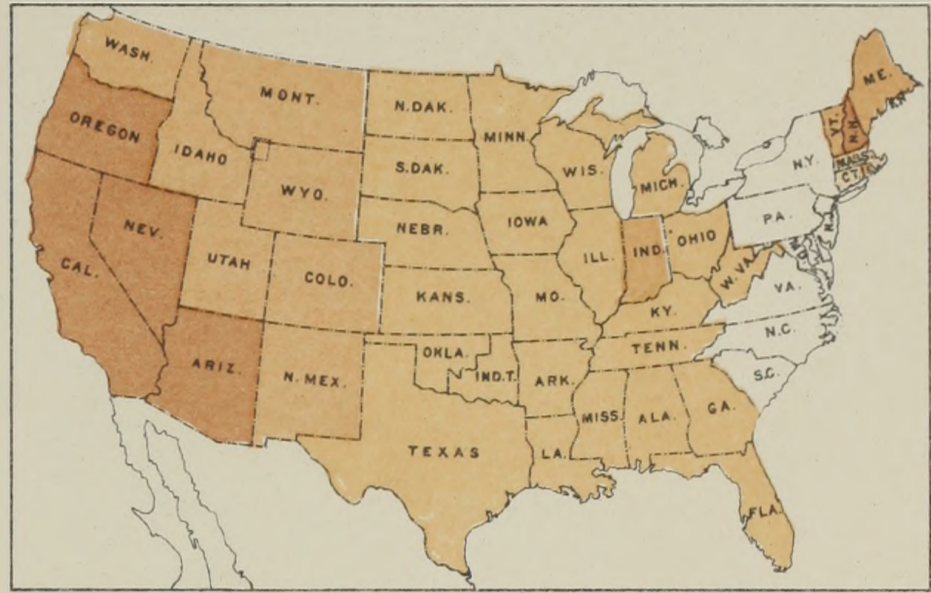 WASH.
OREGON
CAL.
NEV.
IDAHO
MONT.
WYO.
UTAH
COLO.
ARIZ.
N. MEX.
N.DAK.
S.DAK.
NEBR.
KANS.
OKLA.
IND.T.
TEXAS
MINN.
IOWA
MO.
ARK.
LA.
WIS.
ILL.
MICH.
IND.
OHIO
KY.
TENN.
MISS.
ALA.
GA.
FLA.
W. VA.
VA.
N.C.
S.C.
PA.
N.Y.
N.J.
MD.
VT.
N.H.
ME.
MASS.
CT.
R.I.